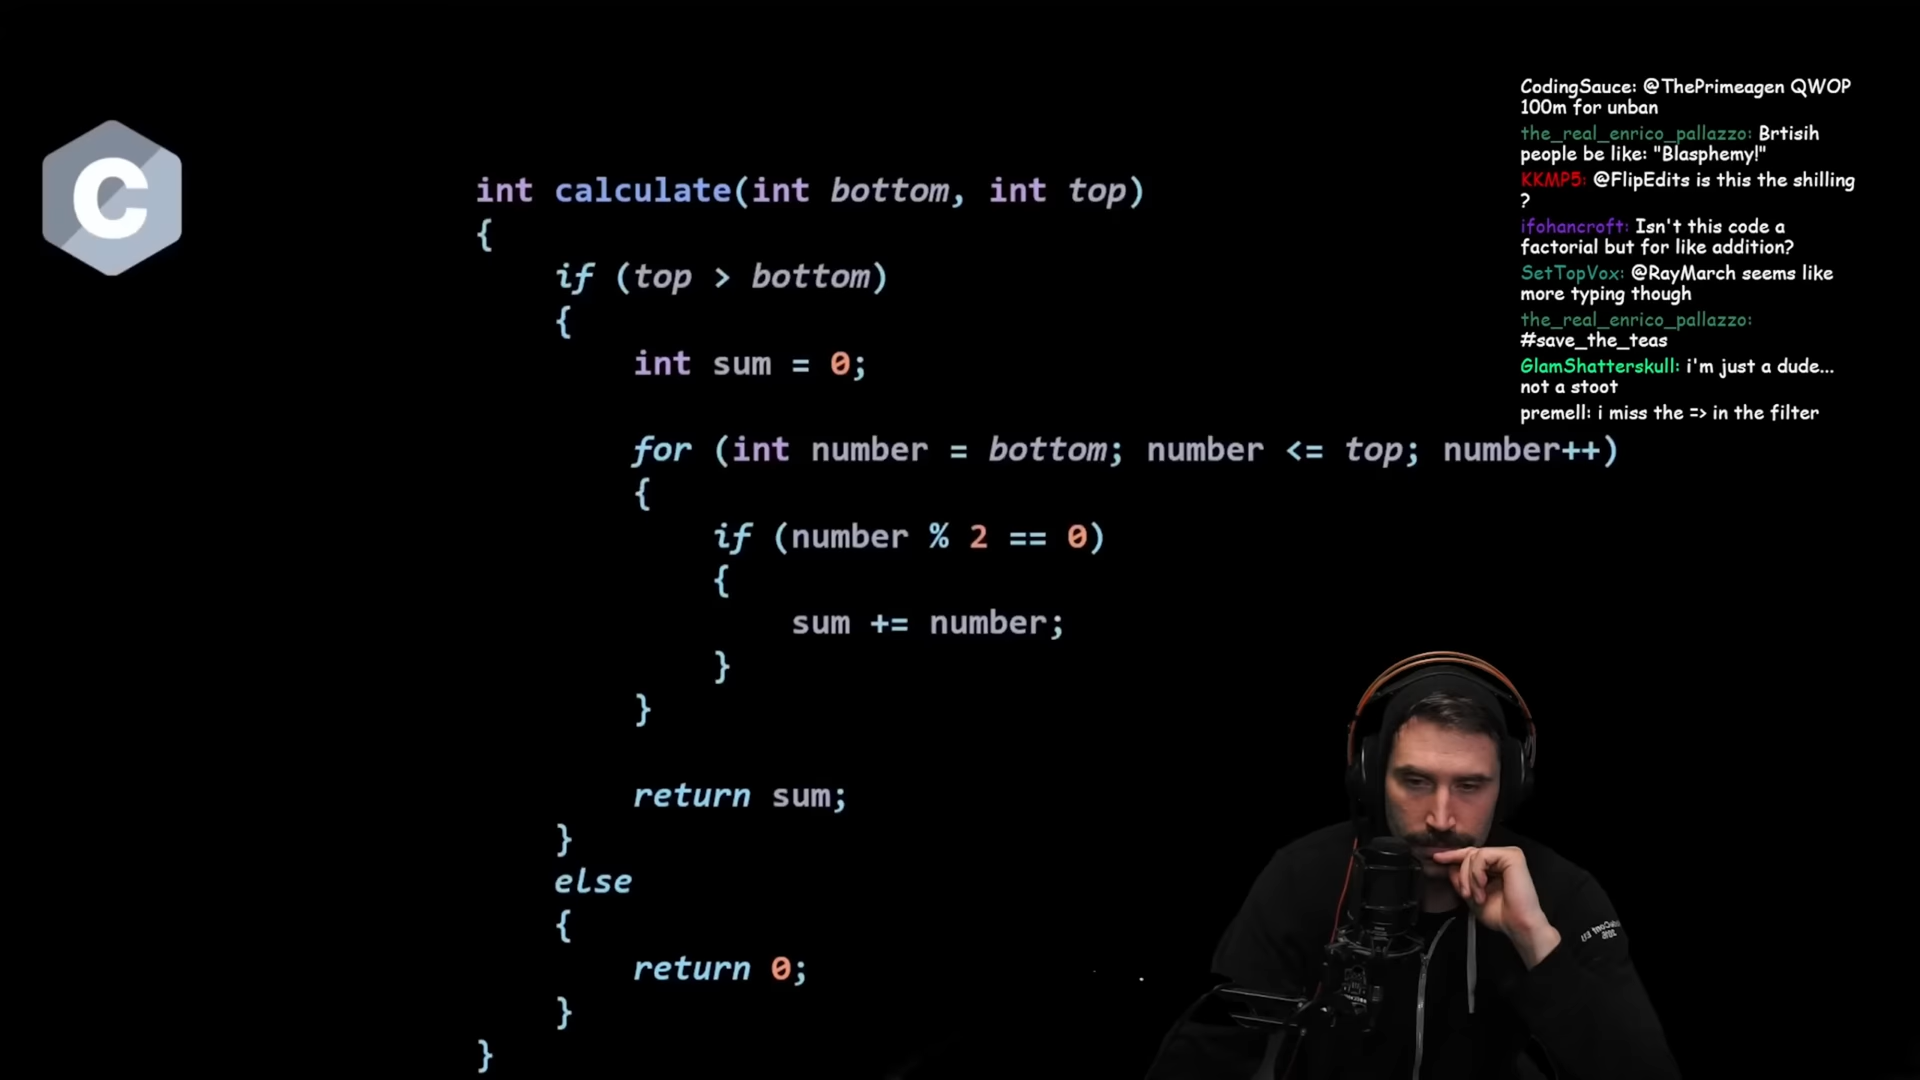 C
int calculate(int bottom, int top)
{
if (top > bottom)
{
int sum = 0;
for (int number = bottom; number <= top; number++)
{
if (number % 2 == 0)
{
sum += number;
}
}
return sum;
}
else
{
return 0;
}
}
CodingSauce: @ThePrimeagen QWOP
100m for unban
the_real_enrico_pallazzo: Brtisih
people be like: "Blasphemy!"
KKMP5: @FlipEdits is this the shilling
?
ifohancroft: Isn't this code a
factorial but for like addition?
SetTopVox: @RayMarch seems like
more typing though
the_real_enrico_pallazzo:
#save_the_teas
GlamShatterskull: i'm just a dude...
not a stoot
premell: i miss the => in the filter